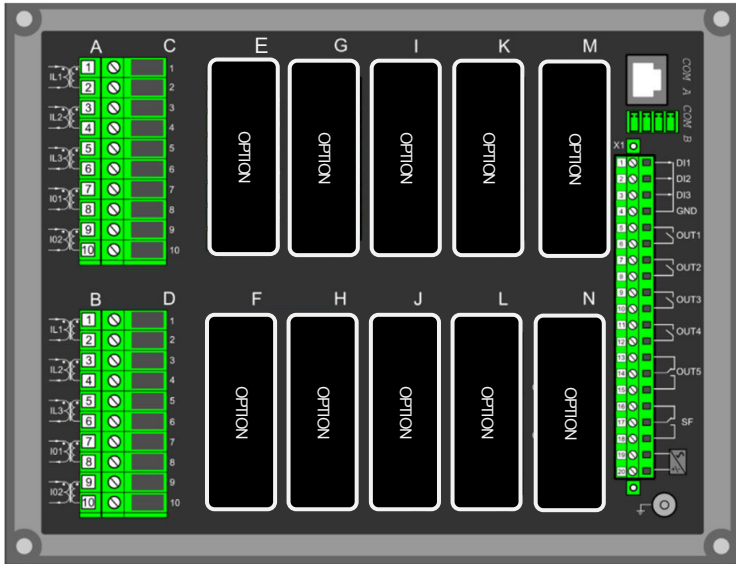 A C E G I K M
COM A
COM B
X1
IL1
IL2
IL3
I01
I02
1 1
2 2
3 3
4 4
5 5
6 6
7 7
8 8
9 9
10 10
OPTION OPTION OPTION OPTION OPTION
B D F H J L N
IL1
IL2
IL3
I01
I02
1 1
2 2
3 3
4 4
5 5
6 6
7 7
8 8
9 9
10 10
OPTION OPTION OPTION OPTION OPTION
1 DI1
2 DI2
3 DI3
4 GND
5 OUT1
6
7 OUT2
8
9 OUT3
10
11 OUT4
12
13
14 OUT5
15
16
17 SF
18
19
20